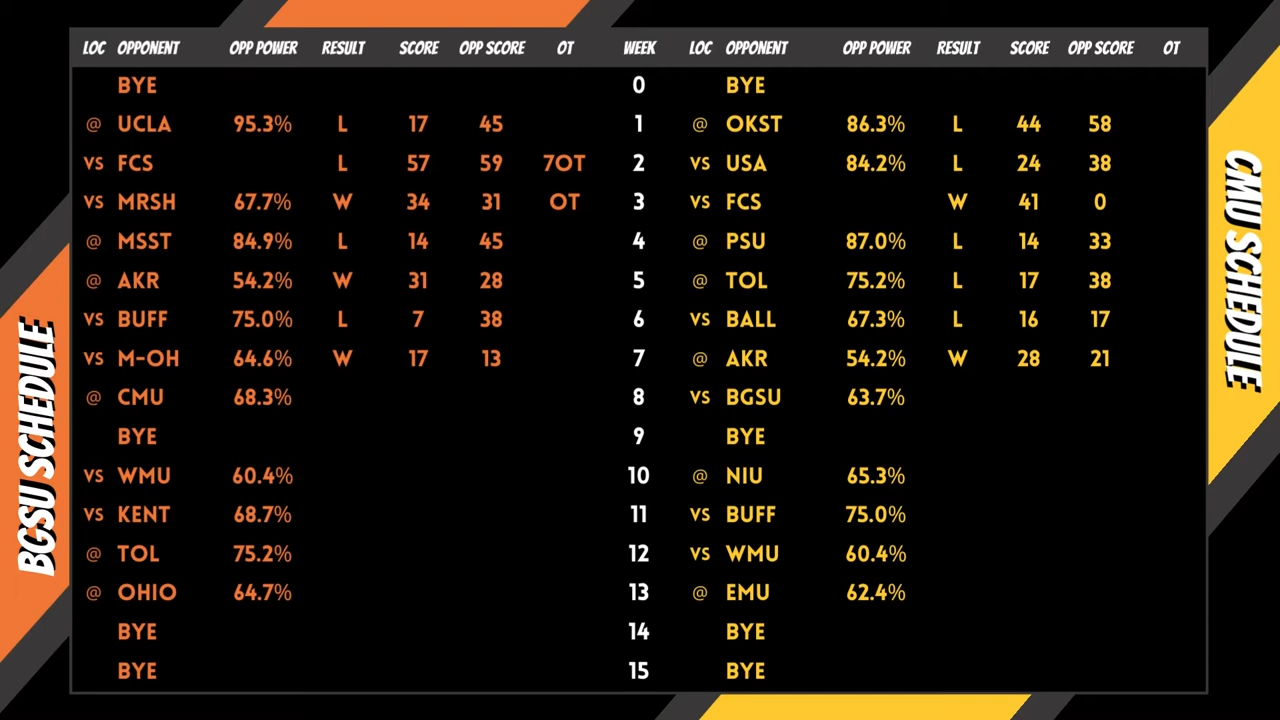 LOC OPPONENT OPP POWER RESULT SCORE OPP SCORE OT WEEK LOC OPPONENT OPP POWER RESULT SCORE OPP SCORE OT
BYE 0 BYE
@ UCLA 95.3% L 17 45 1 @ OKST 86.3% L 44 58
VS FCS L 57 59 7OT 2 VS USA 84.2% L 24 38
VS MRSH 67.7% W 34 31 OT 3 VS FCS W 41 0
@ MSST 84.9% L 14 45 4 @ PSU 87.0% L 14 33
@ AKR 54.2% W 31 28 5 @ TOL 75.2% L 17 38
VS BUFF 75.0% L 7 38 6 VS BALL 67.3% L 16 17
VS M-OH 64.6% W 17 13 7 @ AKR 54.2% W 28 21
@ CMU 68.3% 8 VS BGSU 63.7%
BYE 9 BYE
VS WMU 60.4% 10 @ NIU 65.3%
VS KENT 68.7% 11 VS BUFF 75.0%
@ TOL 75.2% 12 VS WMU 60.4%
@ OHIO 64.7% 13 @ EMU 62.4%
BYE 14 BYE
BYE 15 BYE
BGSU SCHEDULE
CMU SCHEDULE